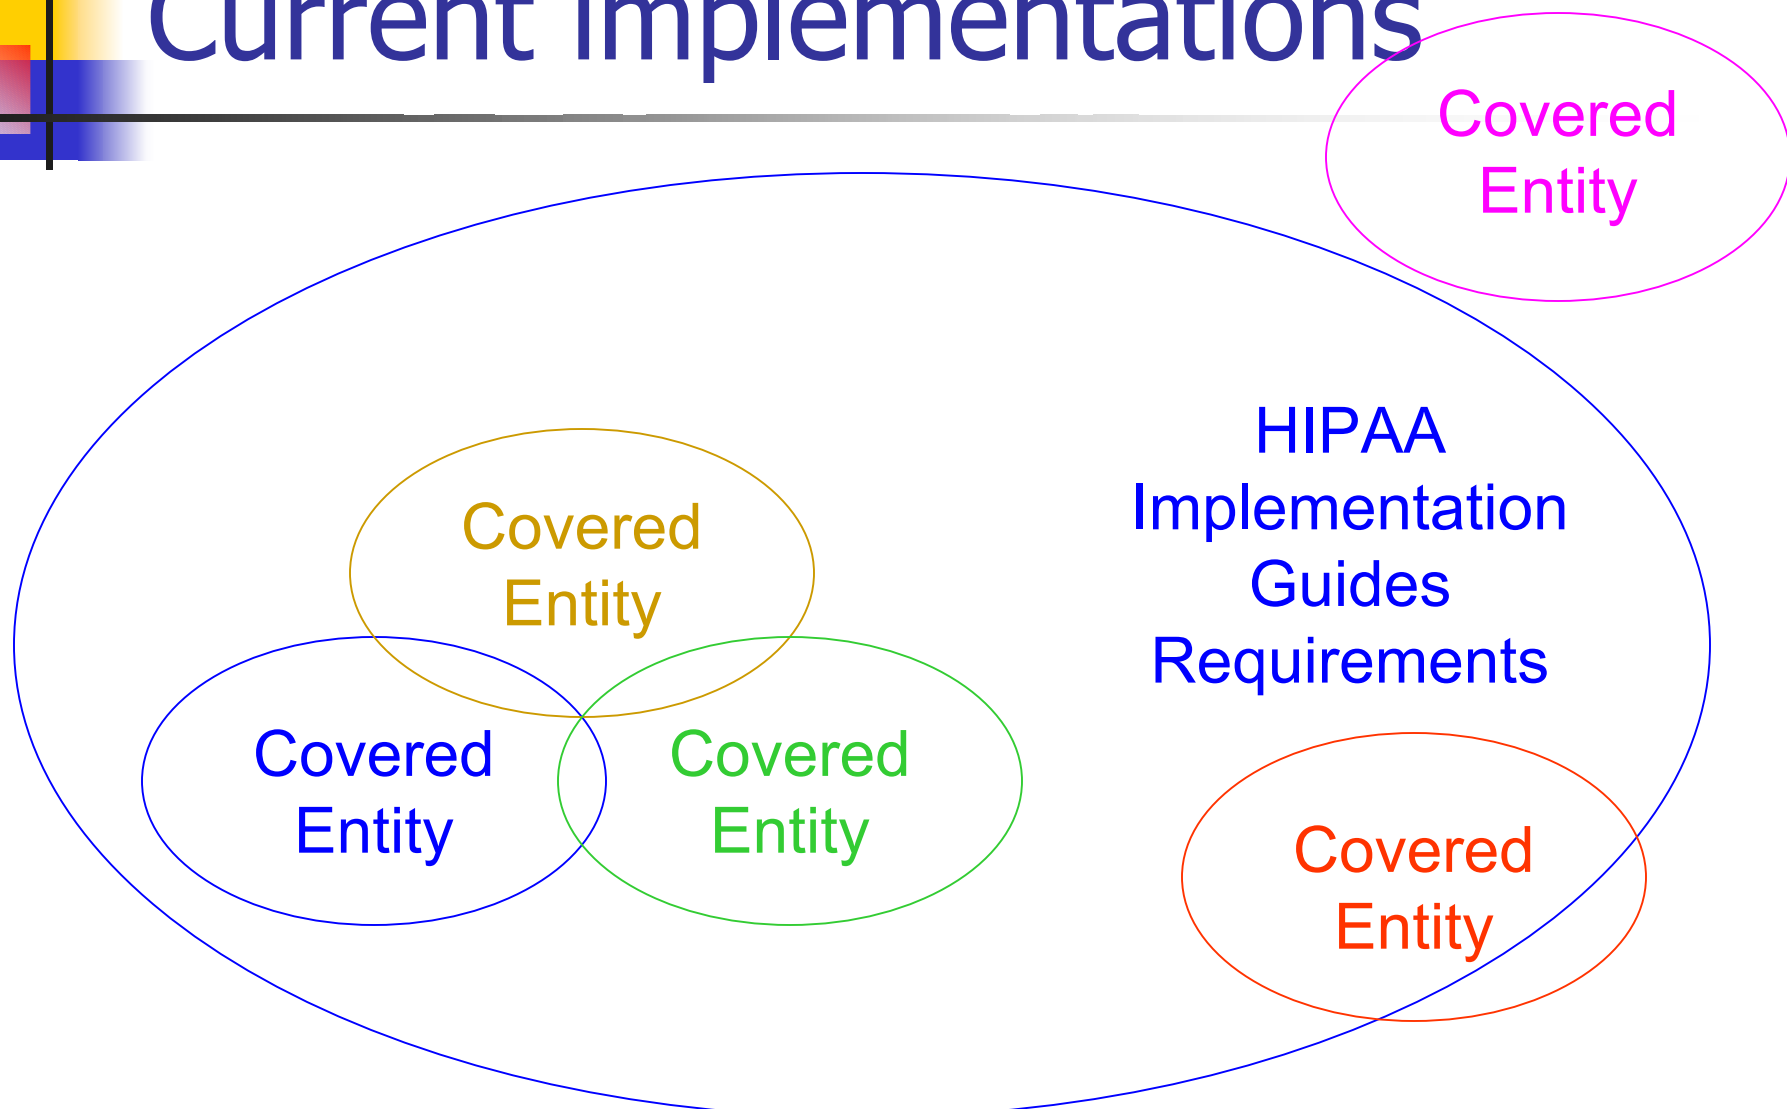 Current Implementations
Covered
Entity
HIPAA
Implementation
Guides
Requirements
Covered
Entity
Covered
Entity
Covered
Entity
Covered
Entity